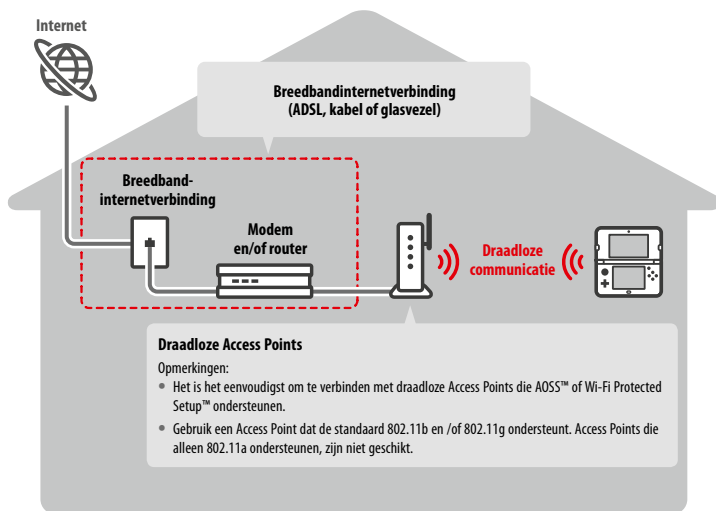 Internet
Breedbandinternetverbinding
(ADSL, kabel of glasvezel)
Breedband-
internetverbinding
Modem
en/of router
Draadloze
communicatie
Draadloze Access Points
Opmerkingen:
• Het is het eenvoudigst om te verbinden met draadloze Access Points die AOSS™ of Wi-Fi Protected
Setup™ ondersteunen.
• Gebruik een Access Point dat de standaard 802.11b en /of 802.11g ondersteunt. Access Points die
alleen 802.11a ondersteunen, zijn niet geschikt.